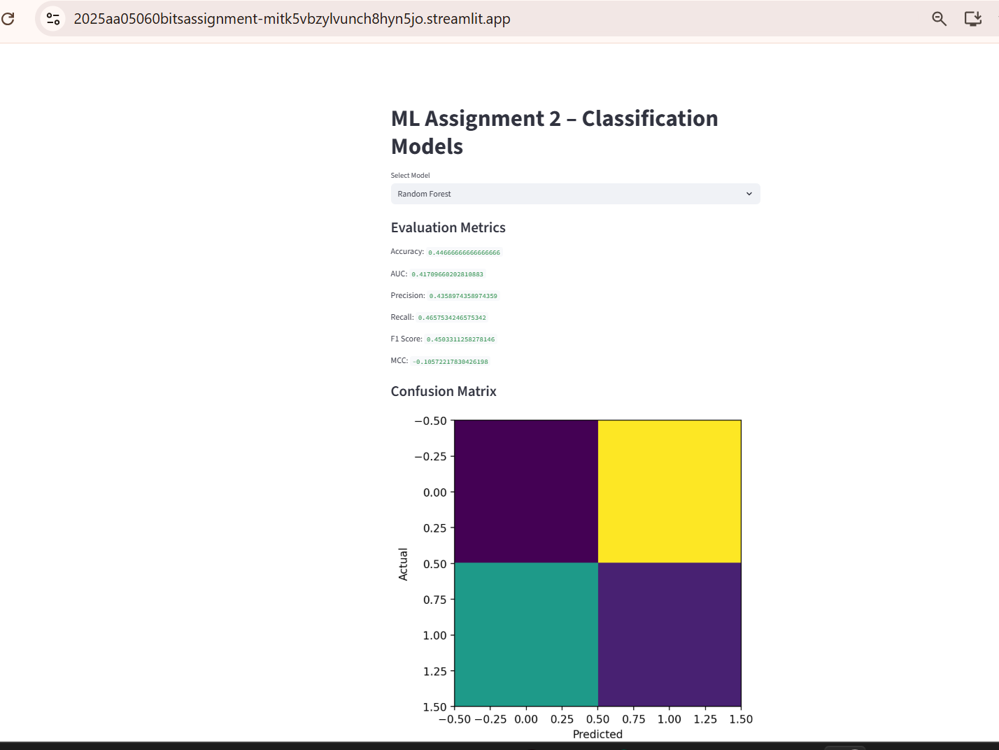 2025aa05060bitsassignment-mitk5vbzylvunch8hyn5jo.streamlit.app
ML Assignment 2 – Classification
Models
Select Model
Random Forest
Evaluation Metrics
Accuracy: 0.44666666666666666
AUC: 0.41709660202810883
Precision: 0.4358974358974359
Recall: 0.4657534246575342
F1 Score: 0.4503311258278146
MCC: -0.10572217830426198
Confusion Matrix
−0.50
−0.25
0.00
0.25
0.50
0.75
1.00
1.25
1.50
Actual
−0.50 −0.25 0.00 0.25 0.50 0.75 1.00 1.25 1.50
Predicted